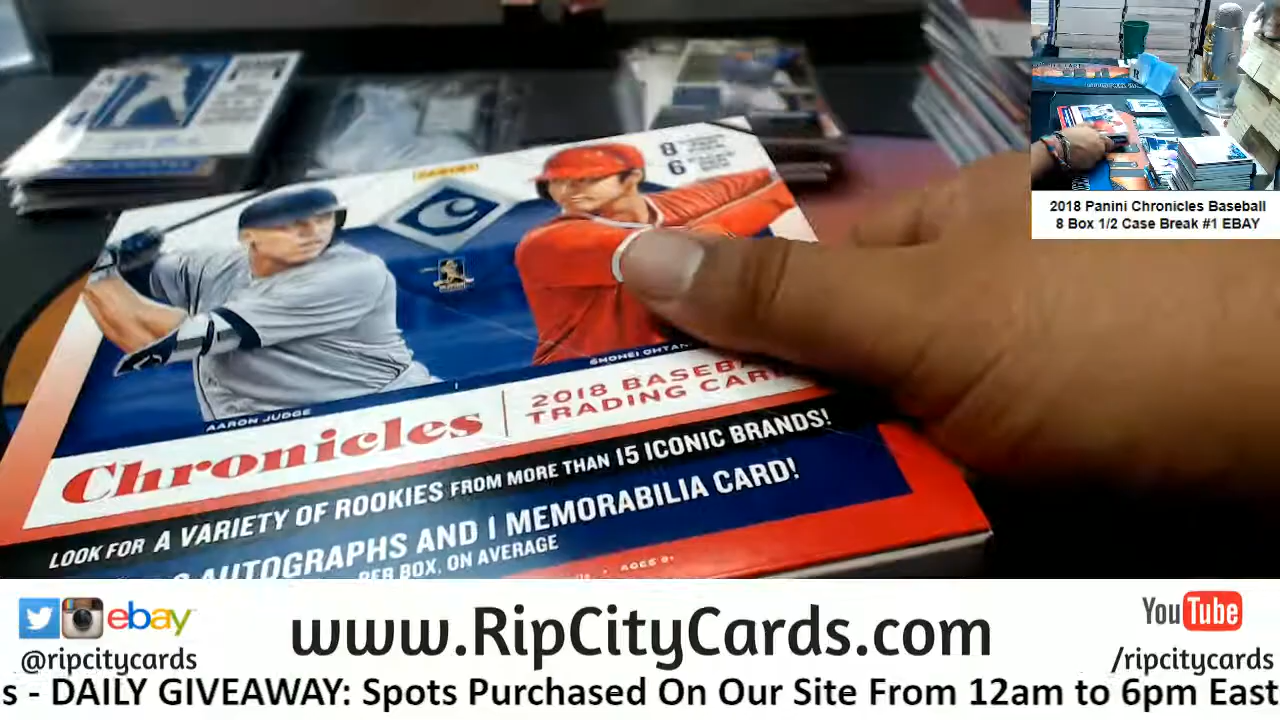 PANINI
8
6
SHOHEI OHTANI
AARON JUDGE
Chronicles
2018 BASEBALL
TRADING CARDS
LOOK FOR A VARIETY OF ROOKIES FROM MORE THAN 15 ICONIC BRANDS!
AUTOGRAPHS AND 1 MEMORABILIA CARD!
PER BOX, ON AVERAGE
AGES 9+
2018 Panini Chronicles Baseball
8 Box 1/2 Case Break #1 EBAY
ebay
@ripcitycards
www.RipCityCards.com
YouTube
/ripcitycards
s - DAILY GIVEAWAY: Spots Purchased On Our Site From 12am to 6pm East